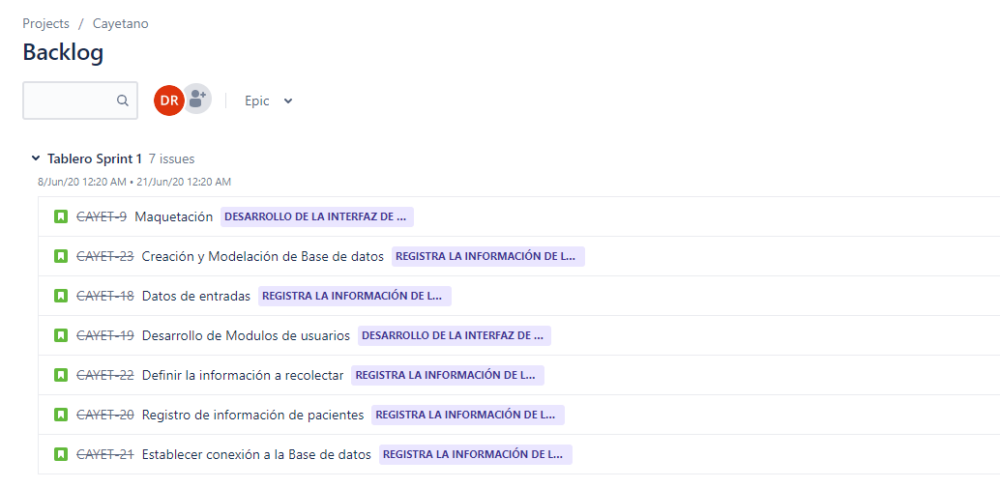 Projects / Cayetano
Backlog
DR Epic
Tablero Sprint 1 7 issues
8/Jun/20 12:20 AM • 21/Jun/20 12:20 AM
CAYET-9 Maquetación DESARROLLO DE LA INTERFAZ DE ...
CAYET-23 Creación y Modelación de Base de datos REGISTRA LA INFORMACIÓN DE L...
CAYET-18 Datos de entradas REGISTRA LA INFORMACIÓN DE L...
CAYET-19 Desarrollo de Modulos de usuarios DESARROLLO DE LA INTERFAZ DE ...
CAYET-22 Definir la información a recolectar REGISTRA LA INFORMACIÓN DE L...
CAYET-20 Registro de información de pacientes REGISTRA LA INFORMACIÓN DE L...
CAYET-21 Establecer conexión a la Base de datos REGISTRA LA INFORMACIÓN DE L...